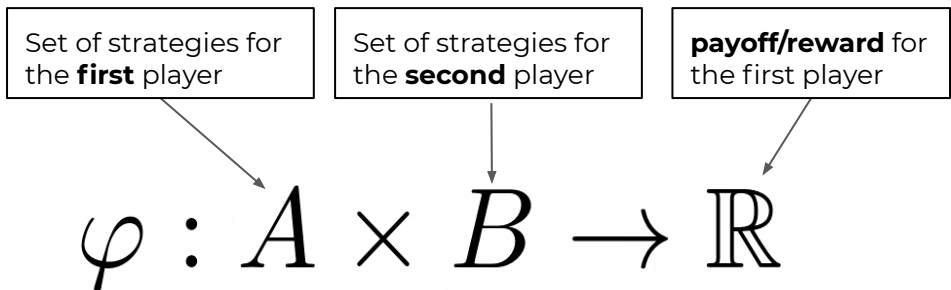 Set of strategies for
the first player
Set of strategies for
the second player
payoff/reward for
the first player
φ : A × B → ℝ